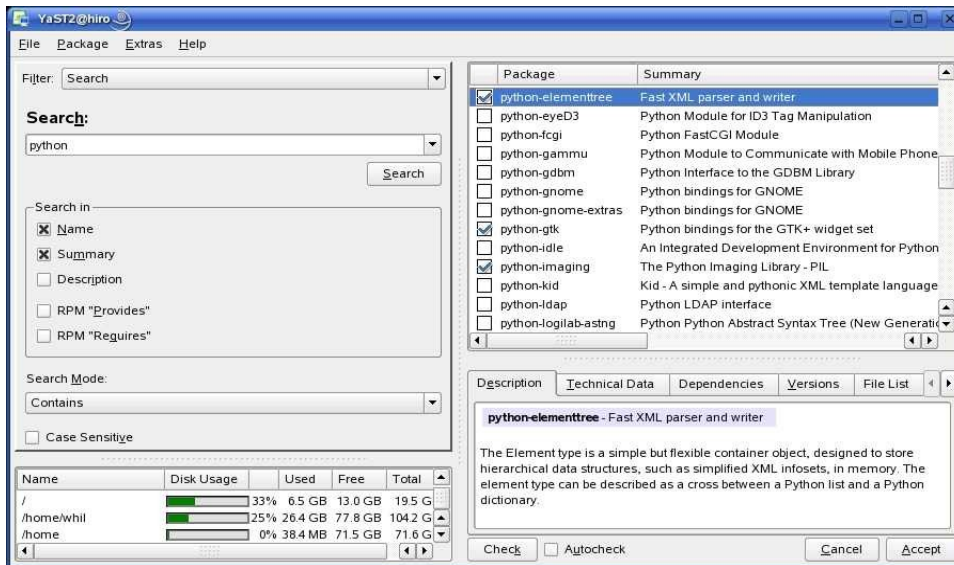 YaST2@hiro
File Package Extras Help
Filter: Search
Search:
python
Search
Search in
Name
Summary
Description
RPM "Provides"
RPM "Requires"
Search Mode:
Contains
Case Sensitive
Name Disk Usage Used Free Total
/ 33% 6.5 GB 13.0 GB 19.5 G
/home/whil 25% 26.4 GB 77.8 GB 104.2 G
/home 0% 38.4 MB 71.5 GB 71.6 G
Package Summary
python-elementtree Fast XML parser and writer
python-eyeD3 Python Module for ID3 Tag Manipulation
python-fcgi Python FastCGI Module
python-gammu Python Module to Communicate with Mobile Phone
python-gdbm Python Interface to the GDBM Library
python-gnome Python bindings for GNOME
python-gnome-extras Python bindings for GNOME
python-gtk Python bindings for the GTK+ widget set
python-idle An Integrated Development Environment for Python
python-imaging The Python Imaging Library - PIL
python-kid Kid - A simple and pythonic XML template language
python-ldap Python LDAP interface
python-logilab-astng Python Python Abstract Syntax Tree (New Generatio
Description Technical Data Dependencies Versions File List
python-elementtree - Fast XML parser and writer
The Element type is a simple but flexible container object, designed to store
hierarchical data structures, such as simplified XML infosets, in memory. The
element type can be described as a cross between a Python list and a Python
dictionary.
Check Autocheck Cancel Accept